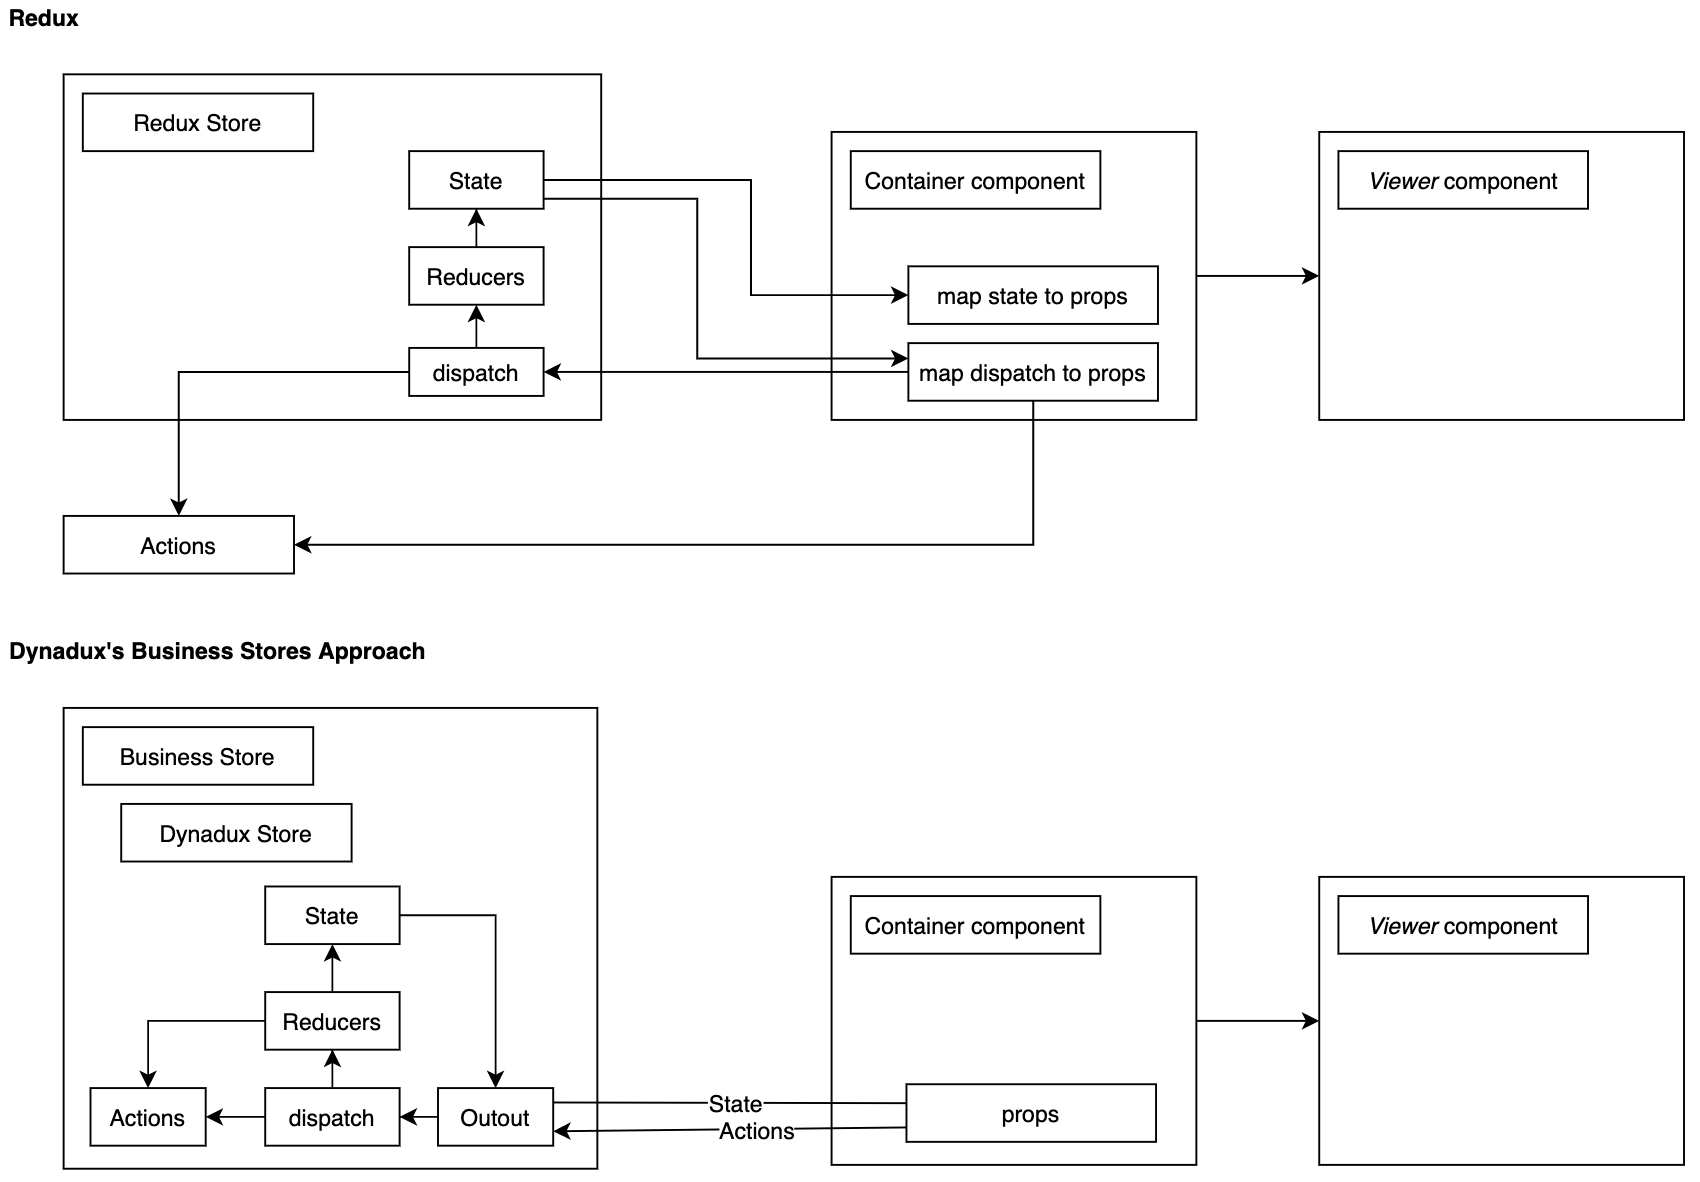 Redux
Redux Store
State
Container component
Viewer component
Reducers
map state to props
dispatch
map dispatch to props
Actions
Dynadux's Business Stores Approach
Business Store
Dynadux Store
State
Container component
Viewer component
Reducers
Actions
dispatch
Outout
State
Actions
props